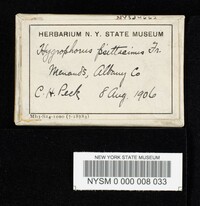 HERBARIUM N. Y. STATE MUSEUM
Hygrophorus psittacinus Fr.
Menands, Albany Co
C. H. Peck 8 Aug. 1906
NEW YORK STATE MUSEUM
NYSM 0 000 008 033